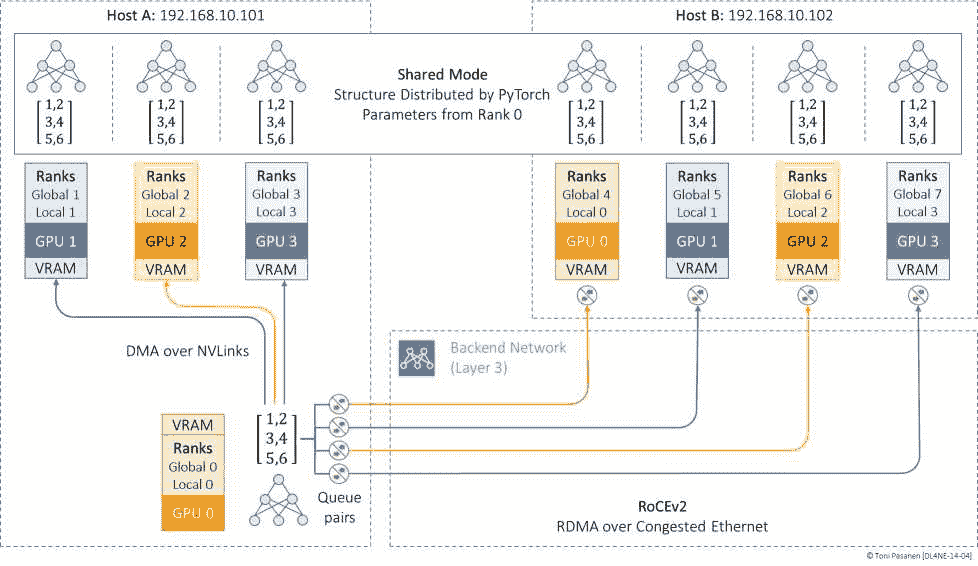 Host A: 192.168.10.101
Host B: 192.168.10.102
Shared Mode
Structure Distributed by PyTorch
Parameters from Rank 0
1,2
3,4
5,6
1,2
3,4
5,6
1,2
3,4
5,6
1,2
3,4
5,6
1,2
3,4
5,6
1,2
3,4
5,6
1,2
3,4
5,6
Ranks
Global 1
Local 1
GPU 1
VRAM
Ranks
Global 2
Local 2
GPU 2
VRAM
Ranks
Global 3
Local 3
GPU 3
VRAM
Ranks
Global 4
Local 0
GPU 0
VRAM
Ranks
Global 5
Local 1
GPU 1
VRAM
Ranks
Global 6
Local 2
GPU 2
VRAM
Ranks
Global 7
Local 3
GPU 3
VRAM
DMA over NVLinks
Backend Network
(Layer 3)
VRAM
Ranks
Global 0
Local 0
GPU 0
1,2
3,4
5,6
Queue
pairs
RoCEv2
RDMA over Congested Ethernet
© Toni Pasanen [DL4NE-14-04]